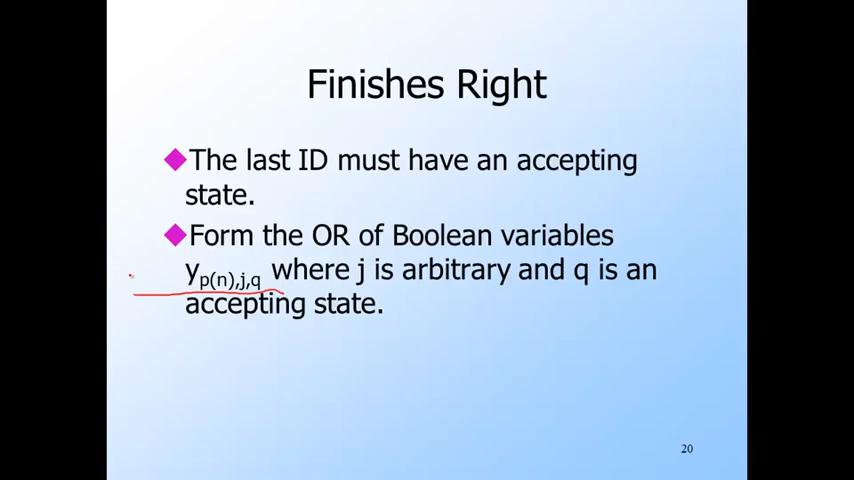 Finishes Right
The last ID must have an accepting
state.
Form the OR of Boolean variables
yp(n),j,q where j is arbitrary and q is an
accepting state.
20